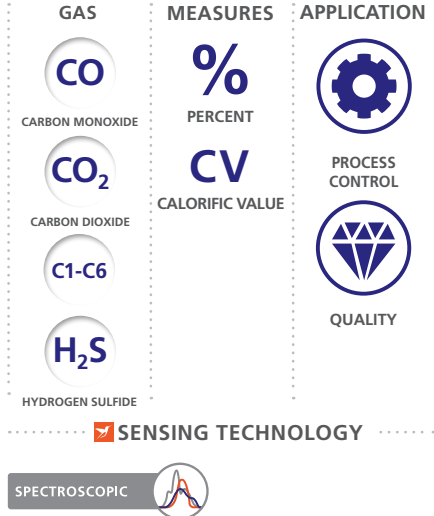 GAS
CO
CARBON MONOXIDE
CO₂
CARBON DIOXIDE
C1-C6
H₂S
HYDROGEN SULFIDE
MEASURES
%
PERCENT
CV
CALORIFIC VALUE
APPLICATION
PROCESS
CONTROL
QUALITY
SENSING TECHNOLOGY
SPECTROSCOPIC